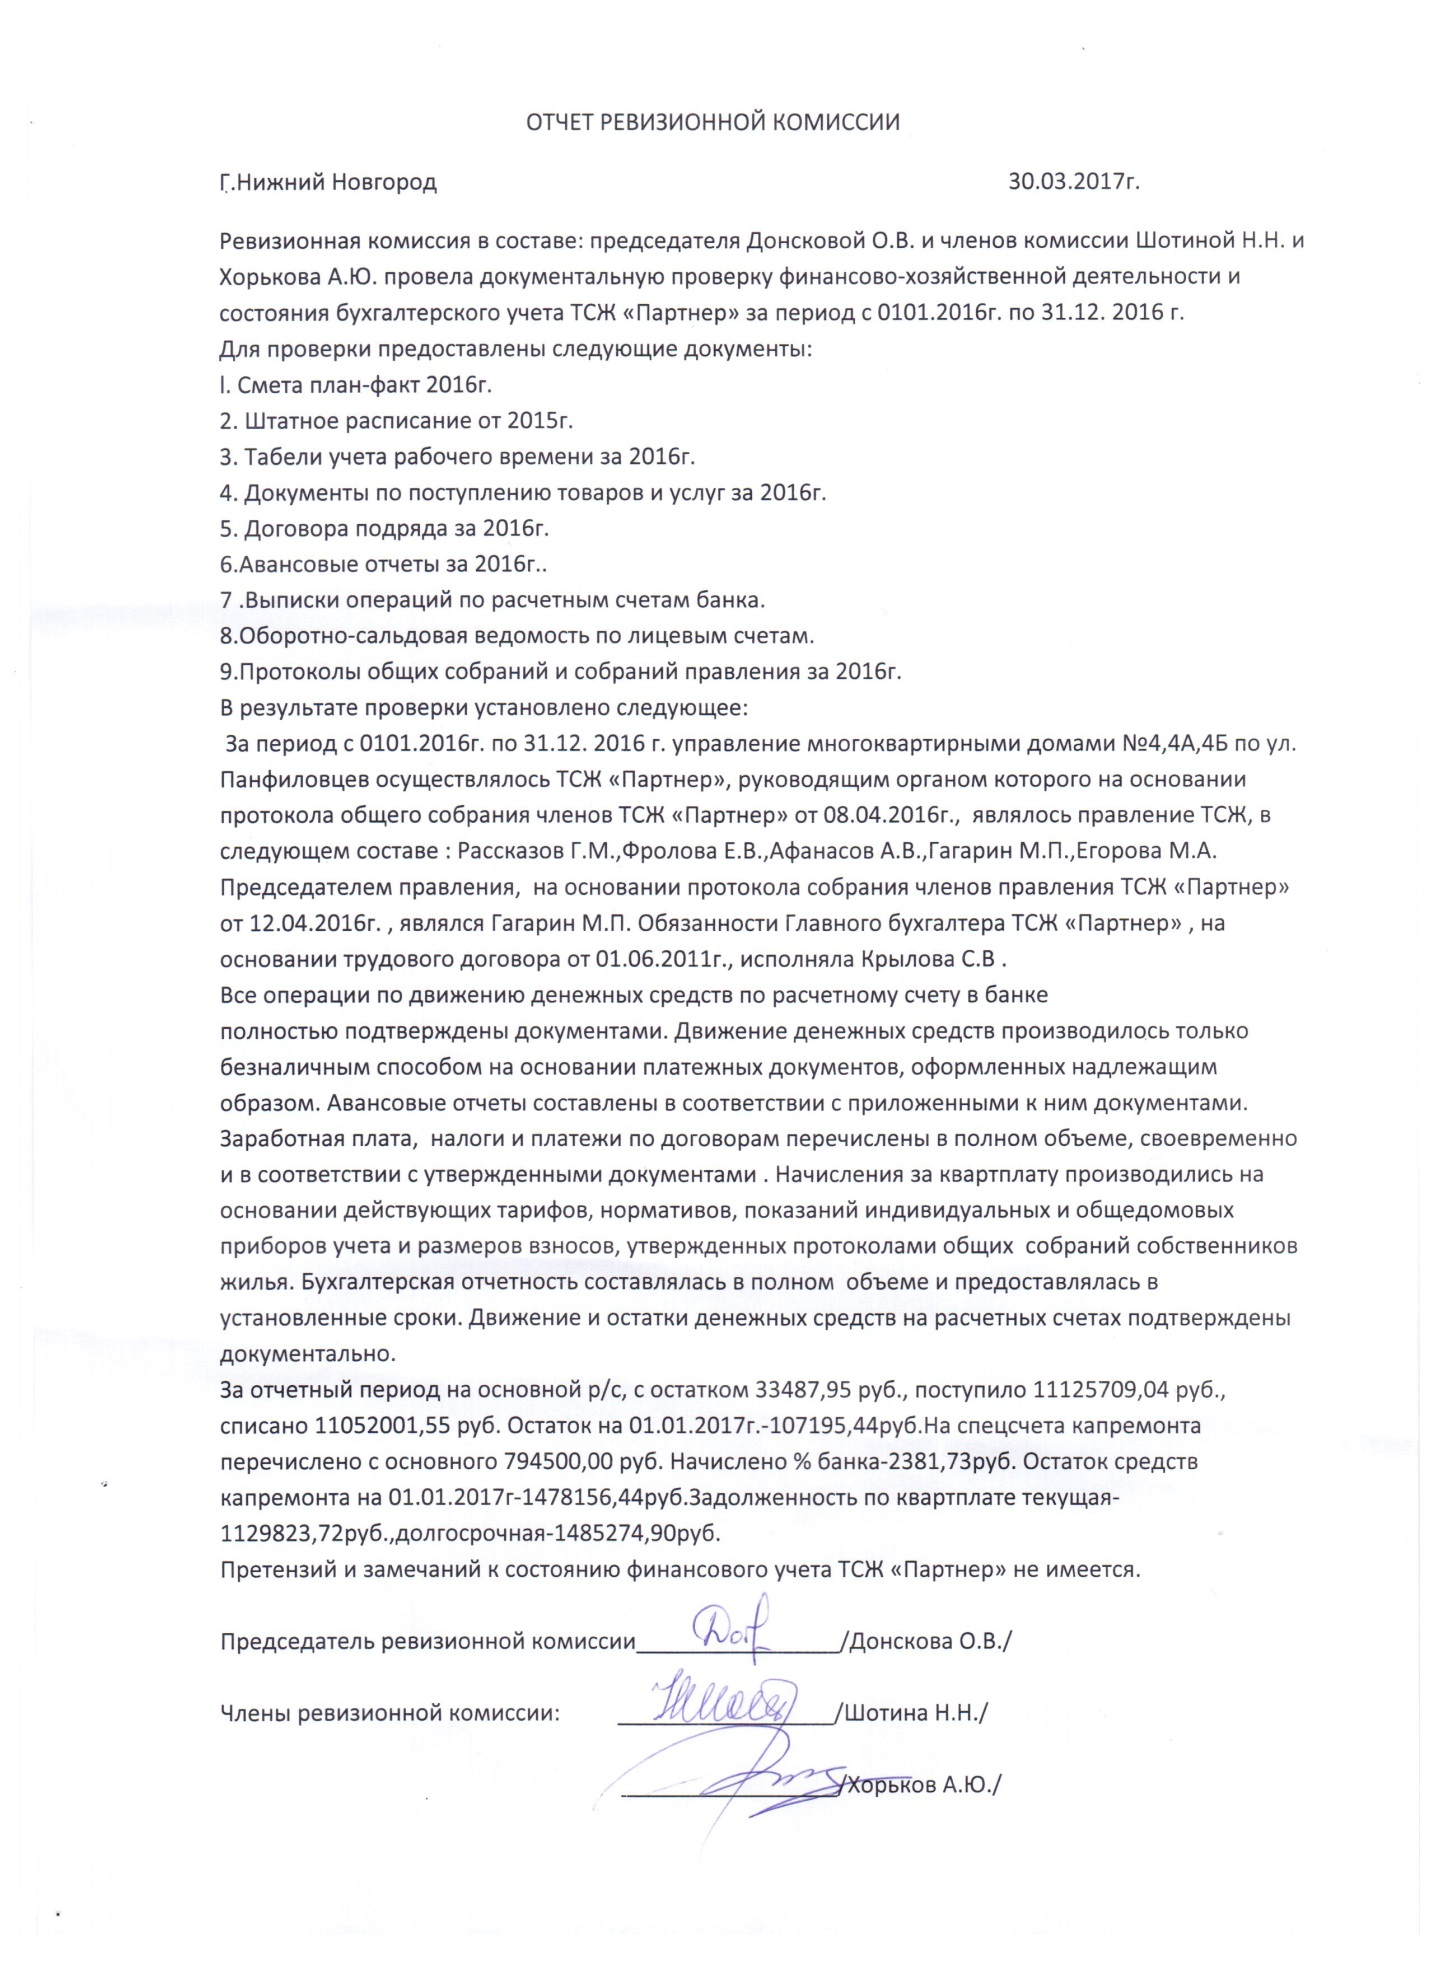 ОТЧЕТ РЕВИЗИОННОЙ КОМИССИИ
Г.Нижний Новгород 30.03.2017г.
Ревизионная комиссия в составе: председателя Донсковой О.В. и членов комиссии Шотиной Н.Н. и
Хорькова А.Ю. провела документальную проверку финансово-хозяйственной деятельности и
состояния бухгалтерского учета ТСЖ «Партнер» за период с 0101.2016г. по 31.12. 2016 г.
Для проверки предоставлены следующие документы:
l. Смета план-факт 2016г.
2. Штатное расписание от 2015г.
3. Табели учета рабочего времени за 2016г.
4. Документы по поступлению товаров и услуг за 2016г.
5. Договора подряда за 2016г.
6.Авансовые отчеты за 2016г..
7 .Выписки операций по расчетным счетам банка.
8.Оборотно-сальдовая ведомость по лицевым счетам.
9.Протоколы общих собраний и собраний правления за 2016г.
В результате проверки установлено следующее:
За период с 0101.2016г. по 31.12. 2016 г. управление многоквартирными домами №4,4А,4Б по ул.
Панфиловцев осуществлялось ТСЖ «Партнер», руководящим органом которого на основании
протокола общего собрания членов ТСЖ «Партнер» от 08.04.2016г., являлось правление ТСЖ, в
следующем составе : Рассказов Г.М.,Фролова Е.В.,Афанасов А.В.,Гагарин М.П.,Егорова М.А.
Председателем правления, на основании протокола собрания членов правления ТСЖ «Партнер»
от 12.04.2016г. , являлся Гагарин М.П. Обязанности Главного бухгалтера ТСЖ «Партнер» , на
основании трудового договора от 01.06.2011г., исполняла Крылова С.В .
Все операции по движению денежных средств по расчетному счету в банке
полностью подтверждены документами. Движение денежных средств производилось только
безналичным способом на основании платежных документов, оформленных надлежащим
образом. Авансовые отчеты составлены в соответствии с приложенными к ним документами.
Заработная плата, налоги и платежи по договорам перечислены в полном объеме, своевременно
и в соответствии с утвержденными документами . Начисления за квартплату производились на
основании действующих тарифов, нормативов, показаний индивидуальных и общедомовых
приборов учета и размеров взносов, утвержденных протоколами общих собраний собственников
жилья. Бухгалтерская отчетность составлялась в полном объеме и предоставлялась в
установленные сроки. Движение и остатки денежных средств на расчетных счетах подтверждены
документально.
За отчетный период на основной р/с, с остатком 33487,95 руб., поступило 11125709,04 руб.,
списано 11052001,55 руб. Остаток на 01.01.2017г.-107195,44руб.На спецсчета капремонта
перечислено с основного 794500,00 руб. Начислено % банка-2381,73руб. Остаток средств
капремонта на 01.01.2017г-1478156,44руб.Задолженность по квартплате текущая-
1129823,72руб.,долгосрочная-1485274,90руб.
Претензий и замечаний к состоянию финансового учета ТСЖ «Партнер» не имеется.
Председатель ревизионной комиссии________________/Донскова О.В./
Члены ревизионной комиссии: _________________/Шотина Н.Н./
_________________/Хорьков А.Ю./